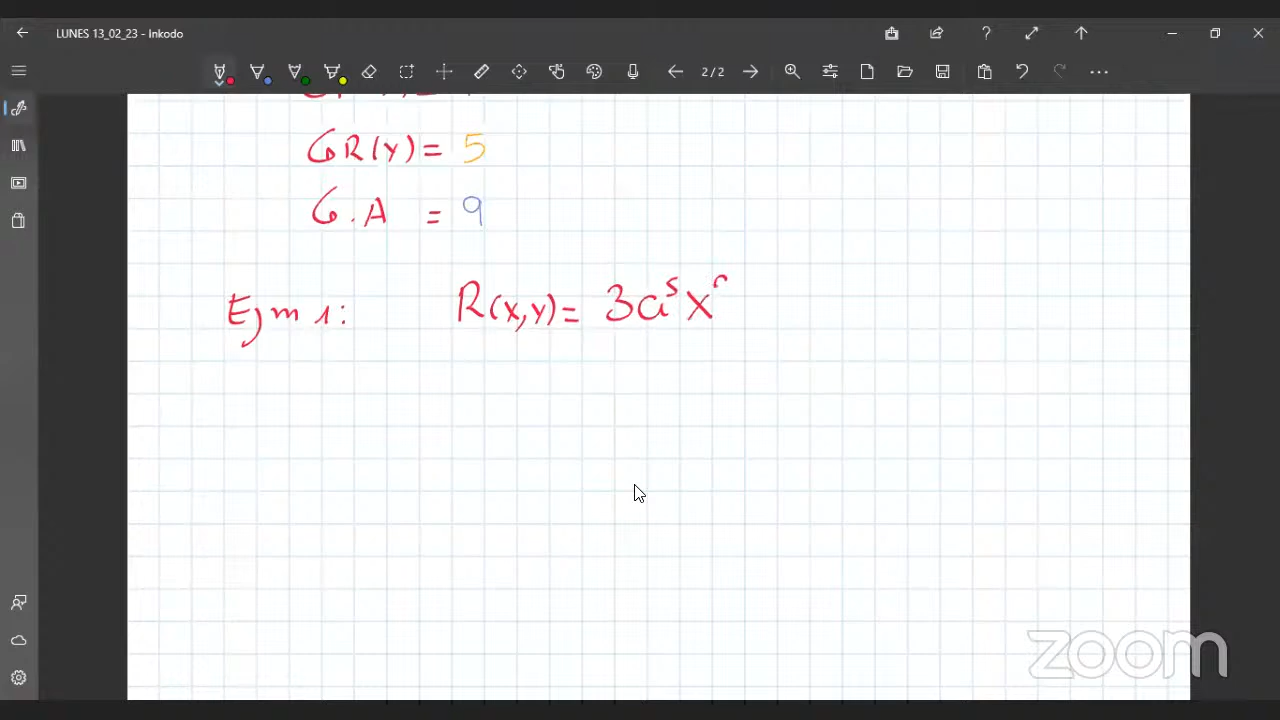 LUNES 13_02_23 - Inkodo
2/2
GR(Y) = 5
G.A = 9
Ejm 1: R(x,y) = 3a⁵x
zoom